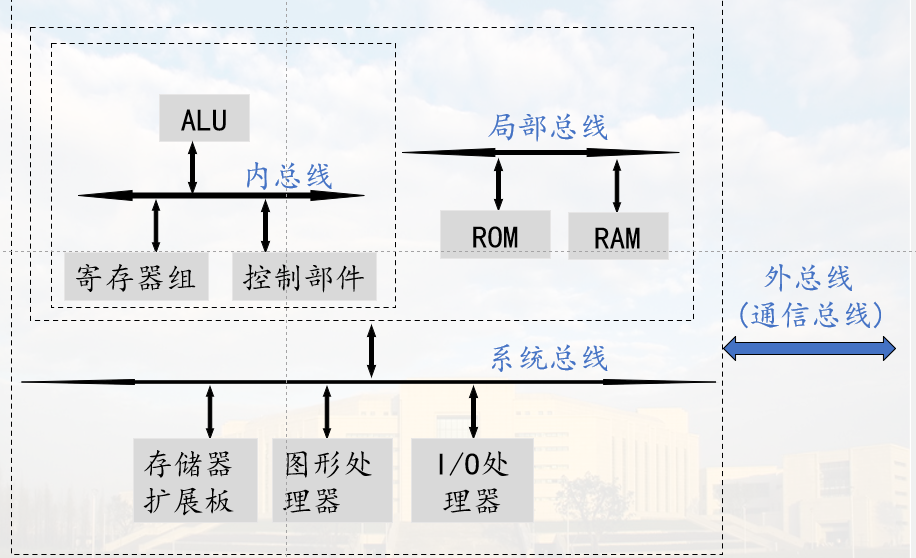 ALU
局部总线
内总线
ROM
RAM
寄存器组
控制部件
外总线
(通信总线)
系统总线
存储器
扩展板
图形处
理器
I/O处
理器